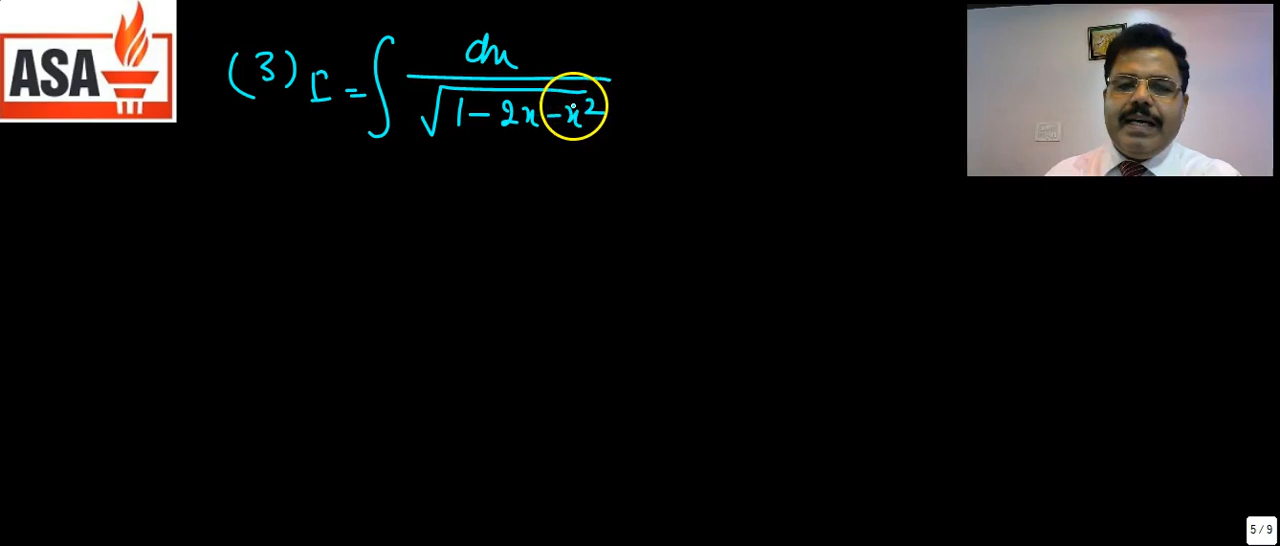 ASA
(3) I = ∫ dx / √(1 - 2x - x²)
5/9